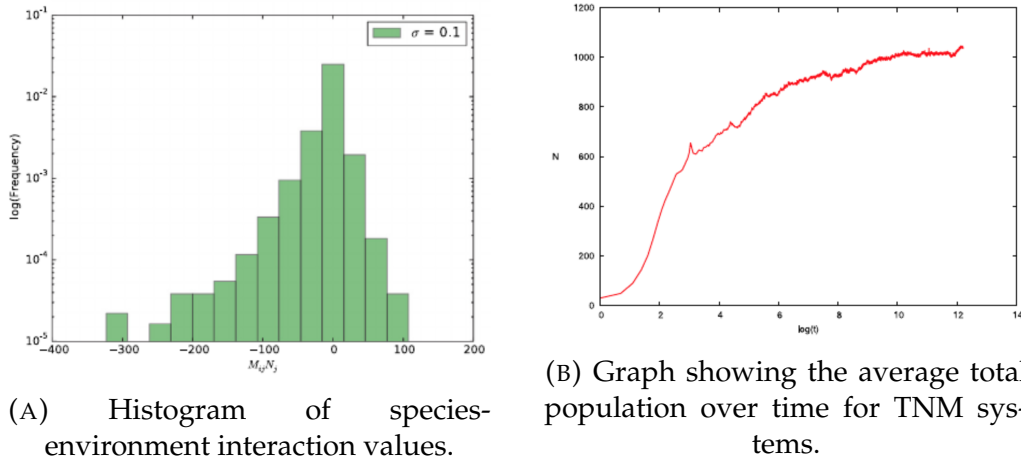 10⁻¹
σ = 0.1
10⁻²
10⁻³
10⁻⁴
10⁻⁵
log(Frequency)
−400 −300 −200 −100 0 100 200
MᵢⱼNⱼ
(A) Histogram of species-
environment interaction values.
1200
1000
800
600
400
200
0
N
0 2 4 6 8 10 12 14
log(t)
(B) Graph showing the average total
population over time for TNM sys-
tems.